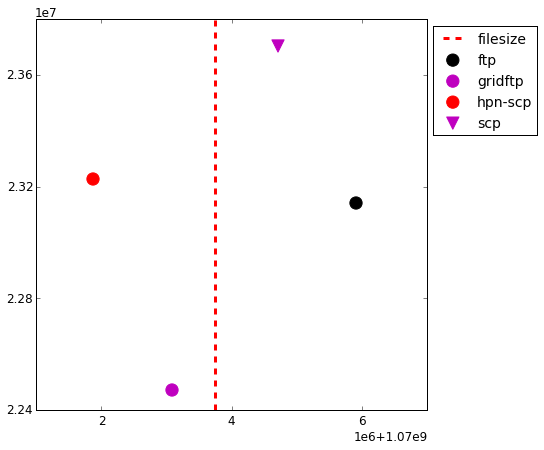 1e7
2.36
2.32
2.28
2.24
2
4
6
1e6+1.07e9
filesize
ftp
gridftp
hpn-scp
scp